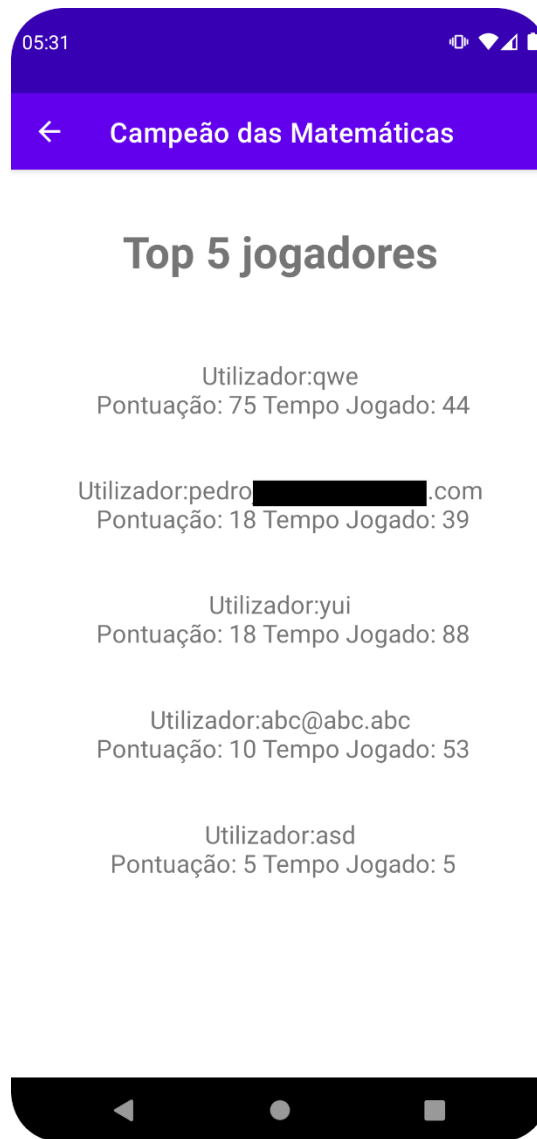 05:31
Campeão das Matemáticas
Top 5 jogadores
Utilizador:qwe
Pontuação: 75 Tempo Jogado: 44
Utilizador:pedro .com
Pontuação: 18 Tempo Jogado: 39
Utilizador:yui
Pontuação: 18 Tempo Jogado: 88
Utilizador:abc@abc.abc
Pontuação: 10 Tempo Jogado: 53
Utilizador:asd
Pontuação: 5 Tempo Jogado: 5